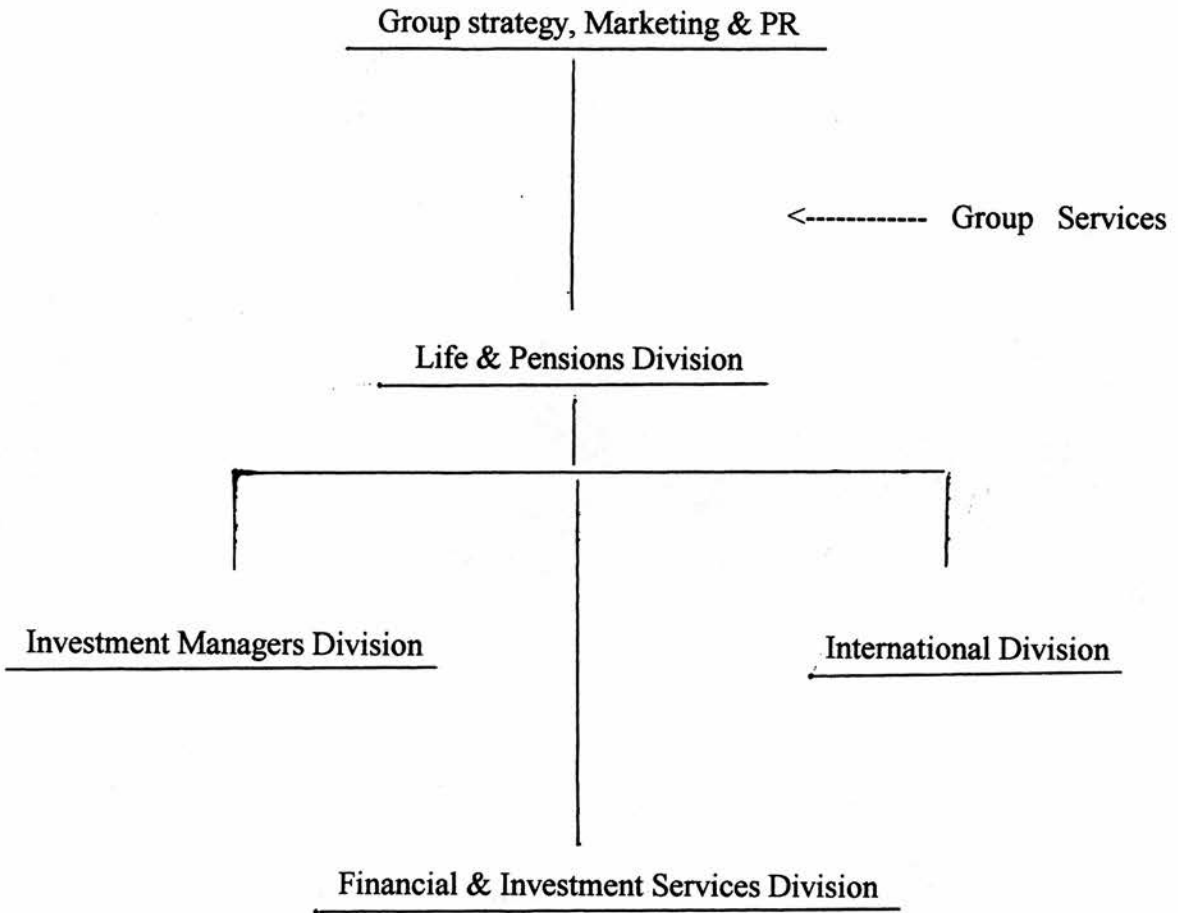 Group strategy, Marketing & PR
<------------ Group Services
Life & Pensions Division
Investment Managers Division
International Division
Financial & Investment Services Division